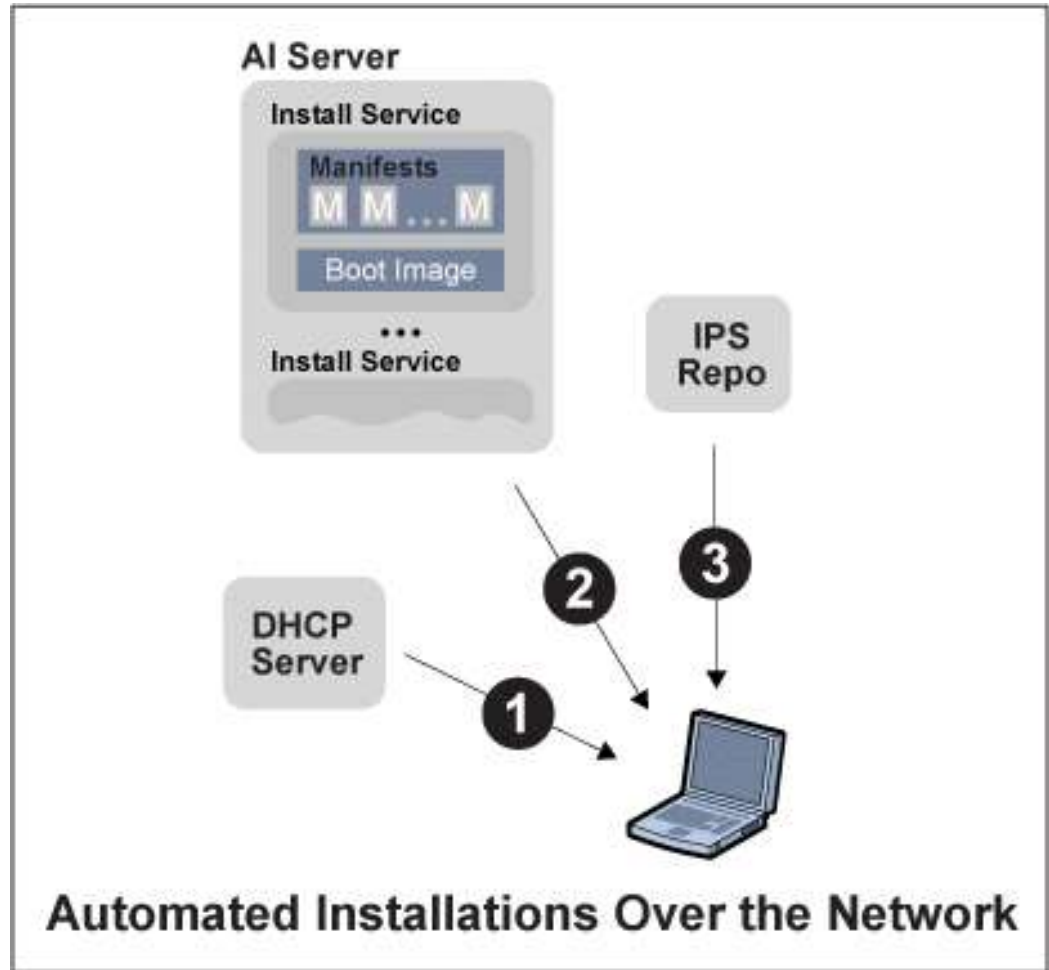 AI Server
Install Service
Manifests
M M ... M
Boot Image
...
Install Service
IPS
Repo
DHCP
Server
1
2
3
Automated Installations Over the Network